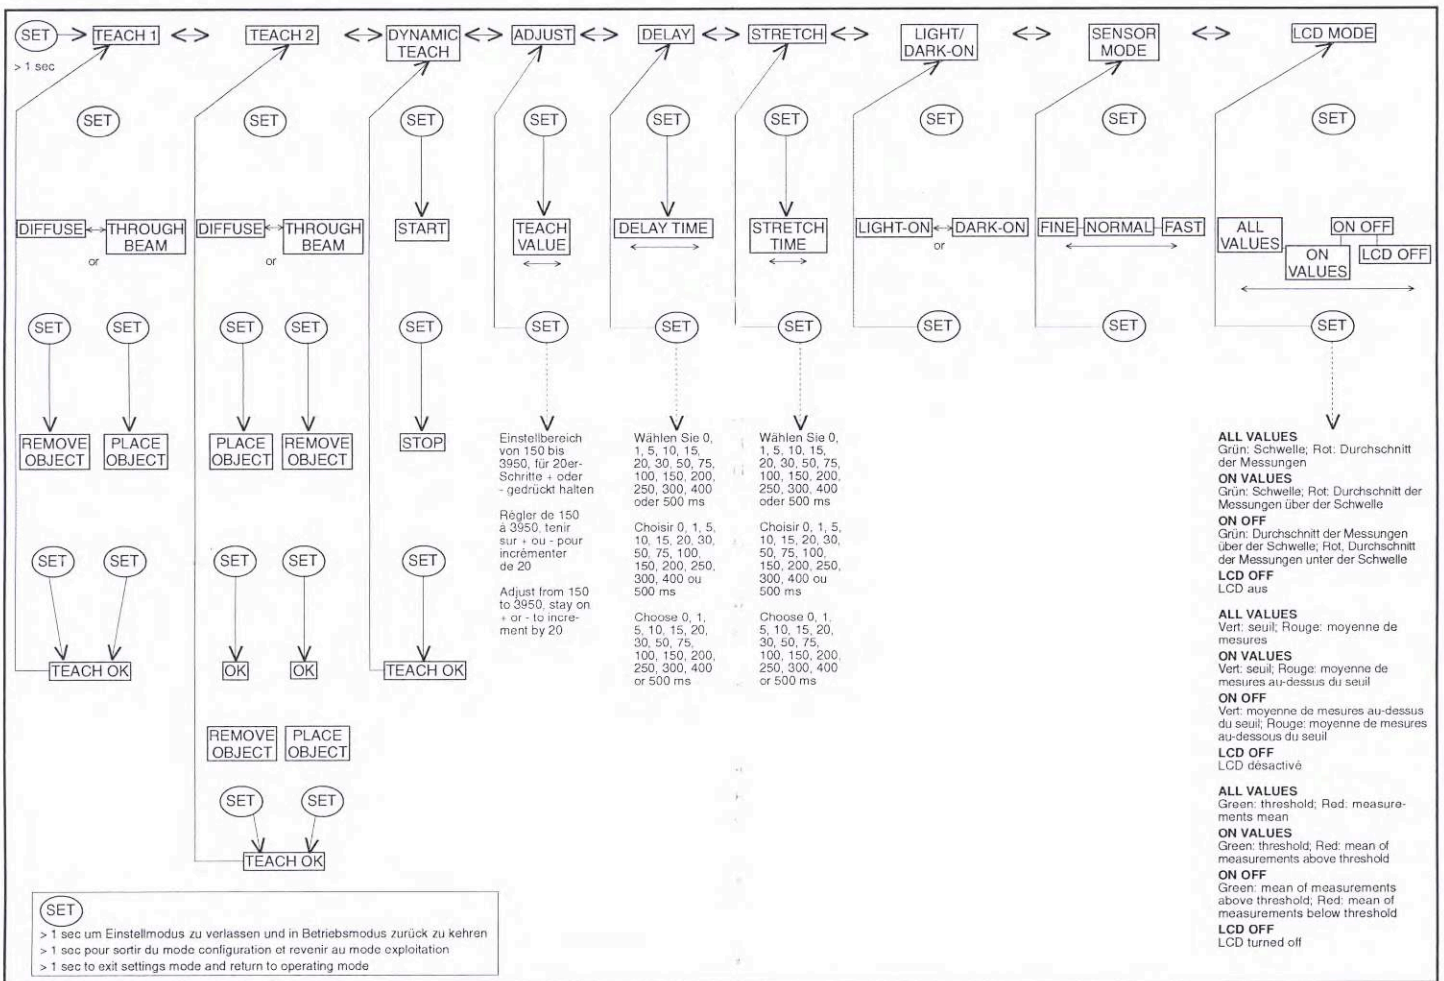 SET
TEACH 1
TEACH 2
DYNAMIC
TEACH
ADJUST
DELAY
STRETCH
LIGHT/
DARK-ON
SENSOR
MODE
LCD MODE
> 1 sec
SET
SET
SET
SET
SET
SET
SET
SET
SET
DIFFUSE
THROUGH
BEAM
or
DIFFUSE
THROUGH
BEAM
or
START
TEACH
VALUE
DELAY TIME
STRETCH
TIME
LIGHT-ON
DARK-ON
or
FINE
NORMAL
FAST
ALL
VALUES
ON
VALUES
ON OFF
LCD OFF
SET
SET
SET
SET
SET
SET
SET
SET
SET
SET
SET
REMOVE
OBJECT
PLACE
OBJECT
PLACE
OBJECT
REMOVE
OBJECT
STOP
SET
SET
SET
SET
SET
TEACH OK
OK
OK
TEACH OK
REMOVE
OBJECT
PLACE
OBJECT
SET
SET
TEACH OK
Einstellbereich
von 150 bis
3950, für 20er-
Schritte + oder
- gedrückt halten
Régler de 150
à 3950, tenir
sur + ou - pour
incrémenter
de 20
Adjust from 150
to 3950, stay on
+ or - to incre-
ment by 20
Wählen Sie 0,
1, 5, 10, 15,
20, 30, 50, 75,
100, 150, 200,
250, 300, 400
oder 500 ms
Choisir 0, 1, 5,
10, 15, 20, 30,
50, 75, 100,
150, 200, 250,
300, 400 ou
500 ms
Choose 0, 1,
5, 10, 15, 20,
30, 50, 75,
100, 150, 200,
250, 300, 400
or 500 ms
Wählen Sie 0,
1, 5, 10, 15,
20, 30, 50, 75,
100, 150, 200,
250, 300, 400
oder 500 ms
Choisir 0, 1, 5,
10, 15, 20, 30,
50, 75, 100,
150, 200, 250,
300, 400 ou
500 ms
Choose 0, 1,
5, 10, 15, 20,
30, 50, 75,
100, 150, 200,
250, 300, 400
or 500 ms
ALL VALUES
Grün: Schwelle; Rot: Durchschnitt
der Messungen
ON VALUES
Grün: Schwelle; Rot: Durchschnitt der
Messungen über der Schwelle
ON OFF
Grün: Durchschnitt der Messungen
über der Schwelle; Rot, Durchschnitt
der Messungen unter der Schwelle
LCD OFF
LCD aus
ALL VALUES
Vert: seuil; Rouge: moyenne de
mesures
ON VALUES
Vert: seuil; Rouge: moyenne de
mesures au-dessus du seuil
ON OFF
Vert: moyenne de mesures au-dessus
du seuil; Rouge: moyenne de mesures
au-dessous du seuil
LCD OFF
LCD désactivé
ALL VALUES
Green: threshold; Red: measure-
ments mean
ON VALUES
Green: threshold; Red: mean of
measurements above threshold
ON OFF
Green: mean of measurements
above threshold; Red: mean of
measurements below threshold
LCD OFF
LCD turned off
SET
> 1 sec um Einstellmodus zu verlassen und in Betriebsmodus zurück zu kehren
> 1 sec pour sortir du mode configuration et revenir au mode exploitation
> 1 sec to exit settings mode and return to operating mode